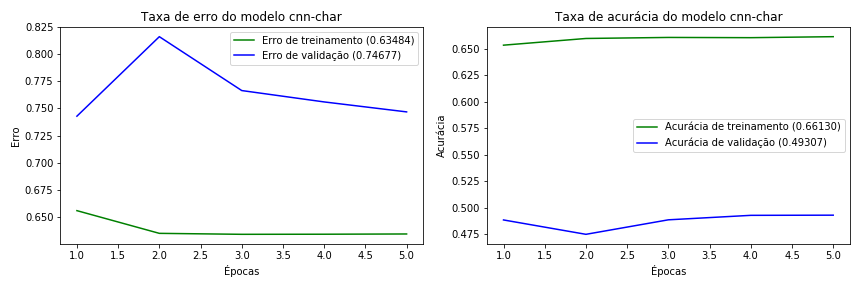 Taxa de erro do modelo cnn-char
0.825
0.800
0.775
0.750
0.725
0.700
0.675
0.650
Erro
Erro de treinamento (0.63484)
Erro de validação (0.74677)
1.0 1.5 2.0 2.5 3.0 3.5 4.0 4.5 5.0
Épocas
Taxa de acurácia do modelo cnn-char
0.650
0.625
0.600
0.575
0.550
0.525
0.500
0.475
Acurácia
Acurácia de treinamento (0.66130)
Acurácia de validação (0.49307)
1.0 1.5 2.0 2.5 3.0 3.5 4.0 4.5 5.0
Épocas